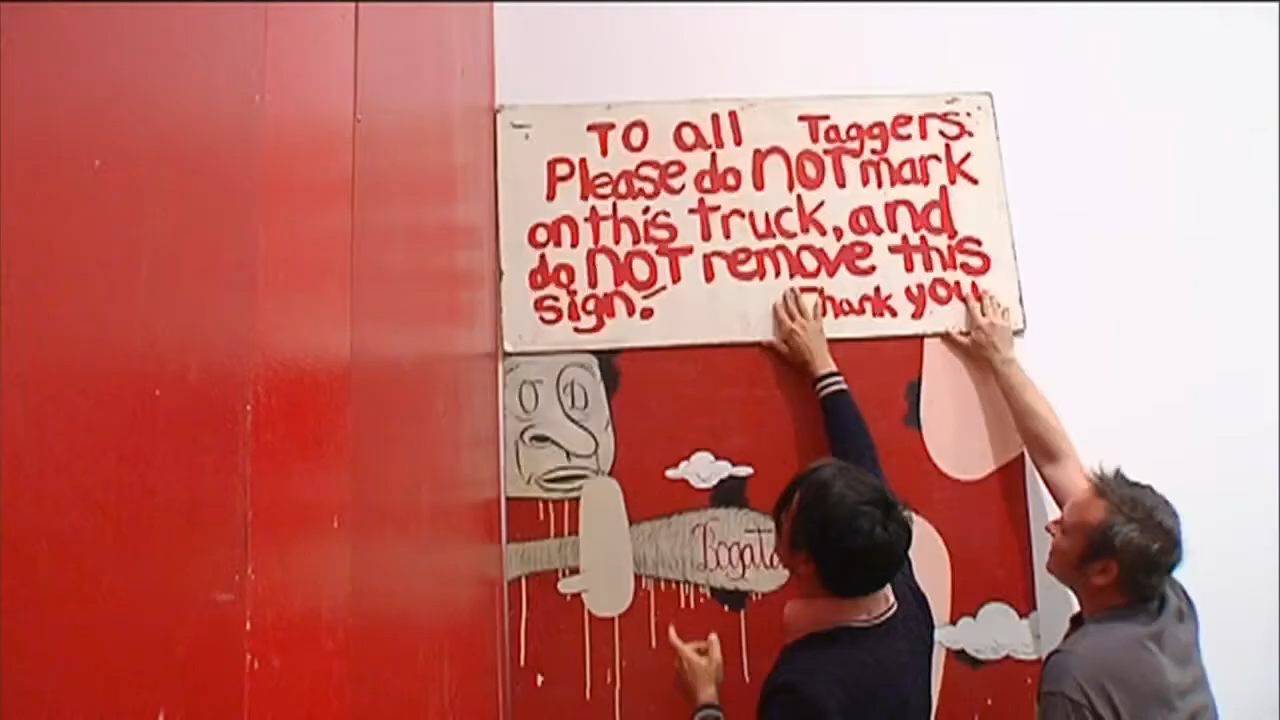 TO all Taggers:
Please do NOT mark
on this truck, and
do NOT remove this
sign!
Thank you
Bogata